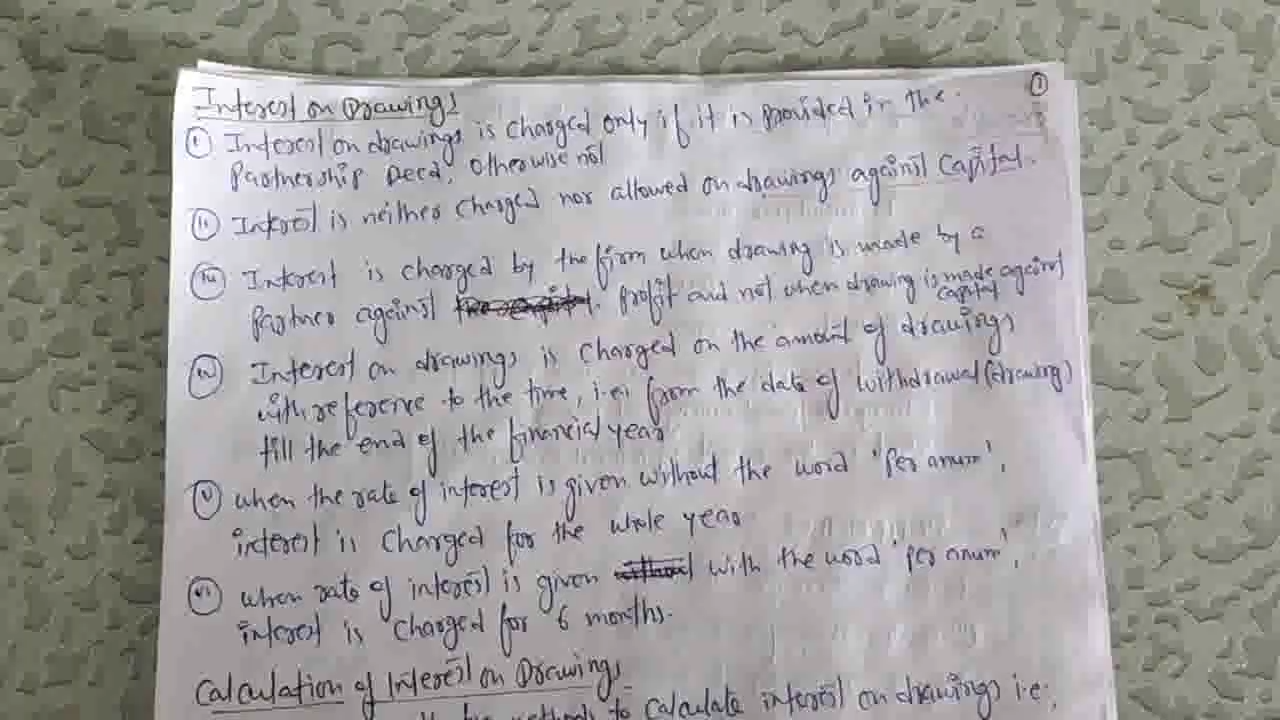 ①
Interest on Drawings
(i) Interest on drawings is charged only if it is provided in the
Partnership Deed, otherwise not
(ii) Interest is neither charged nor allowed on drawings against capital.
(iii) Interest is charged by the firm when drawing is made by a
Partner against profit and not when drawing is made against
capital
(iv) Interest on drawings is charged on the amount of drawings
with reference to the time, i.e. from the date of withdrawal (drawing)
till the end of the financial year
(v) when the rate of interest is given without the word 'Per anum',
interest is charged for the whole year
(vi) when rate of interest is given with the word 'per anum',
interest is charged for 6 months.
Calculation of Interest on Drawings
methods to calculate interest on drawings i.e;